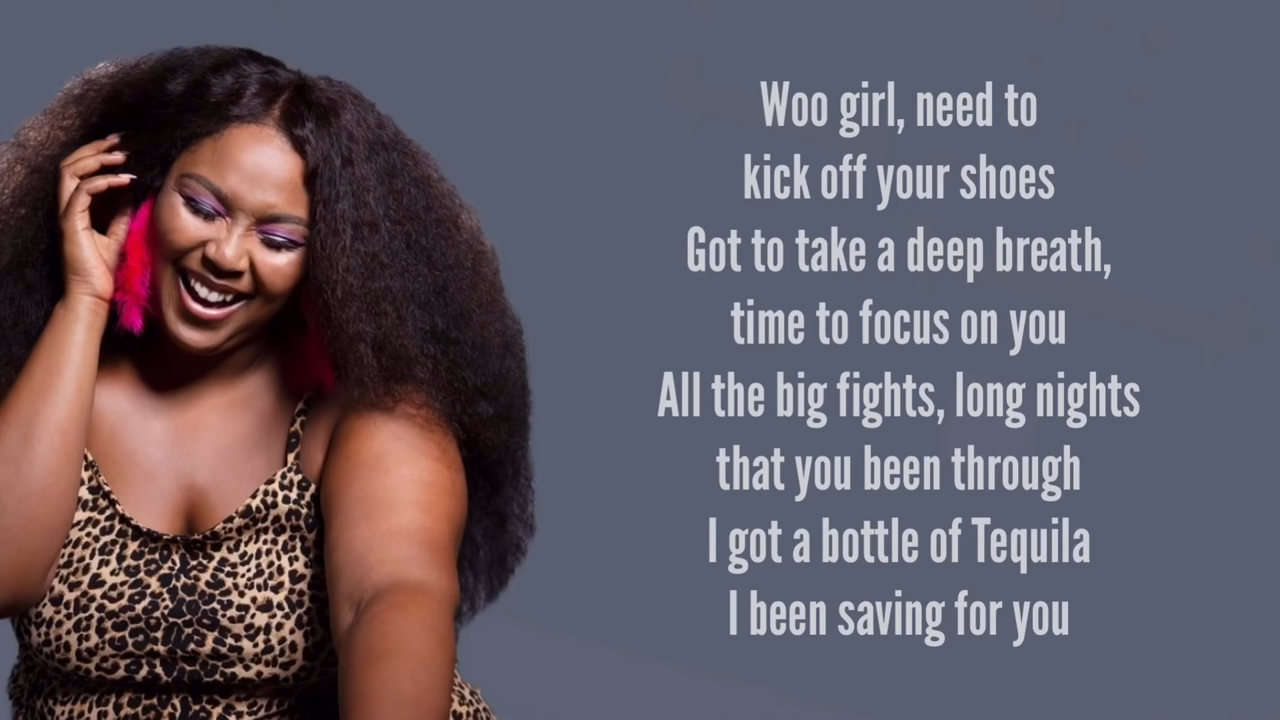 Woo girl, need to
kick off your shoes
Got to take a deep breath,
time to focus on you
All the big fights, long nights
that you been through
I got a bottle of Tequila
I been saving for you